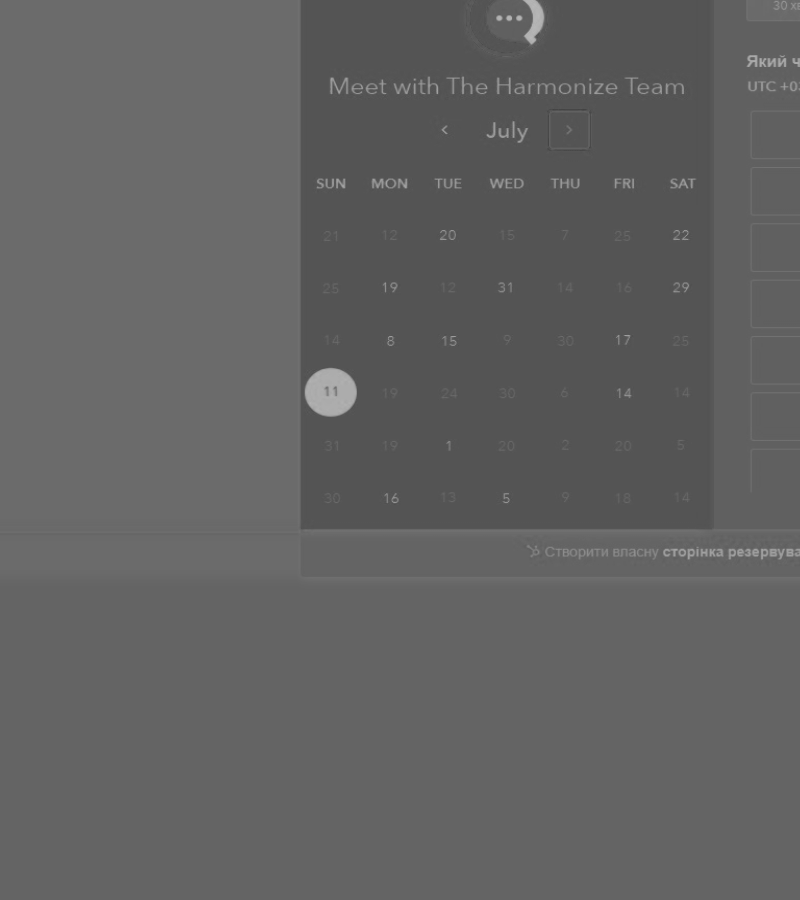 30 хв
Meet with The Harmonize Team
Який ч
UTC +03
July
SUN MON TUE WED THU FRI SAT
21 12 20 15 7 25 22
25 19 12 31 14 16 29
14 8 15 9 30 17 25
11 19 24 30 6 14 14
31 19 1 20 2 20 5
30 16 13 5 9 18 14
Створити власну сторінка резервува